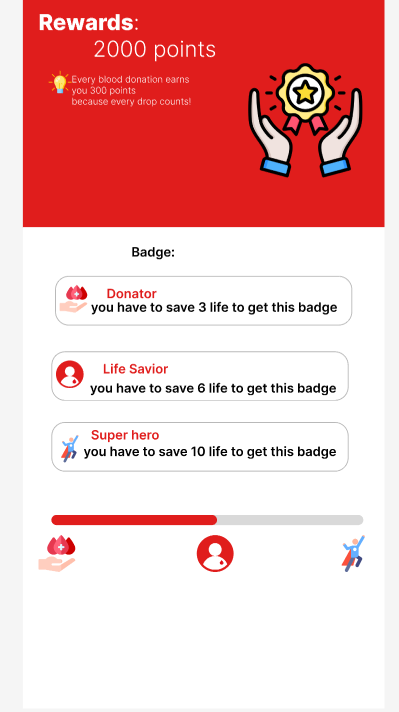 Rewards:
2000 points
Every blood donation earns
you 300 points
because every drop counts!
Badge:
Donator
you have to save 3 life to get this badge
Life Savior
you have to save 6 life to get this badge
Super hero
you have to save 10 life to get this badge